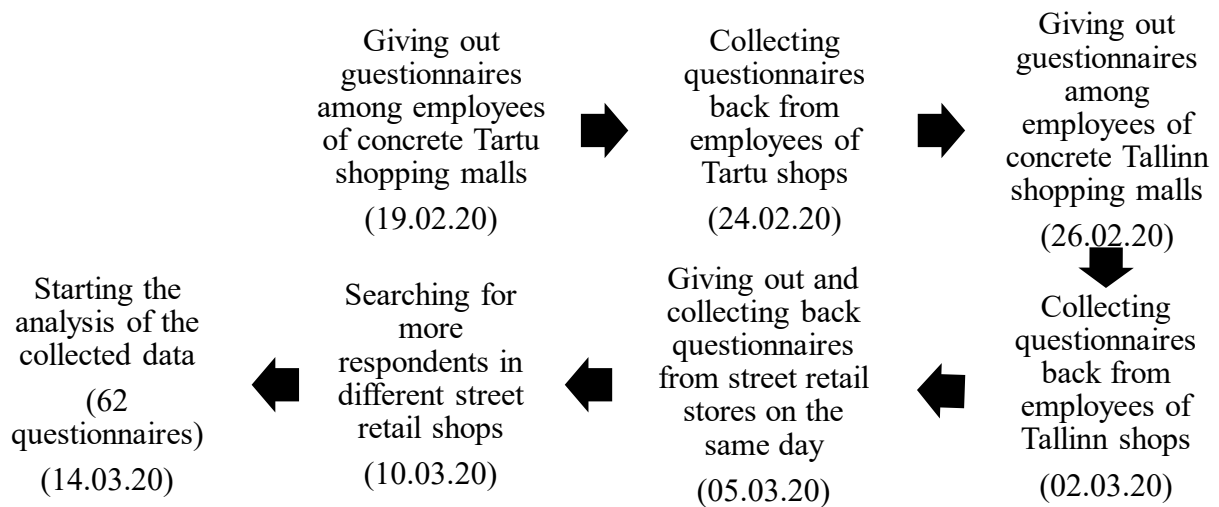 Giving out
guestionnaires
among employees
of concrete Tartu
shopping malls
(19.02.20)
Collecting
questionnaires
back from
employees of
Tartu shops
(24.02.20)
Giving out
guestionnaires
among
employees of
concrete Tallinn
shopping malls
(26.02.20)
Collecting
questionnaires
back from
employees of
Tallinn shops
(02.03.20)
Giving out and
collecting back
questionnaires
from street retail
stores on the
same day
(05.03.20)
Searching for
more
respondents in
different street
retail shops
(10.03.20)
Starting the
analysis of the
collected data
(62
questionnaires)
(14.03.20)